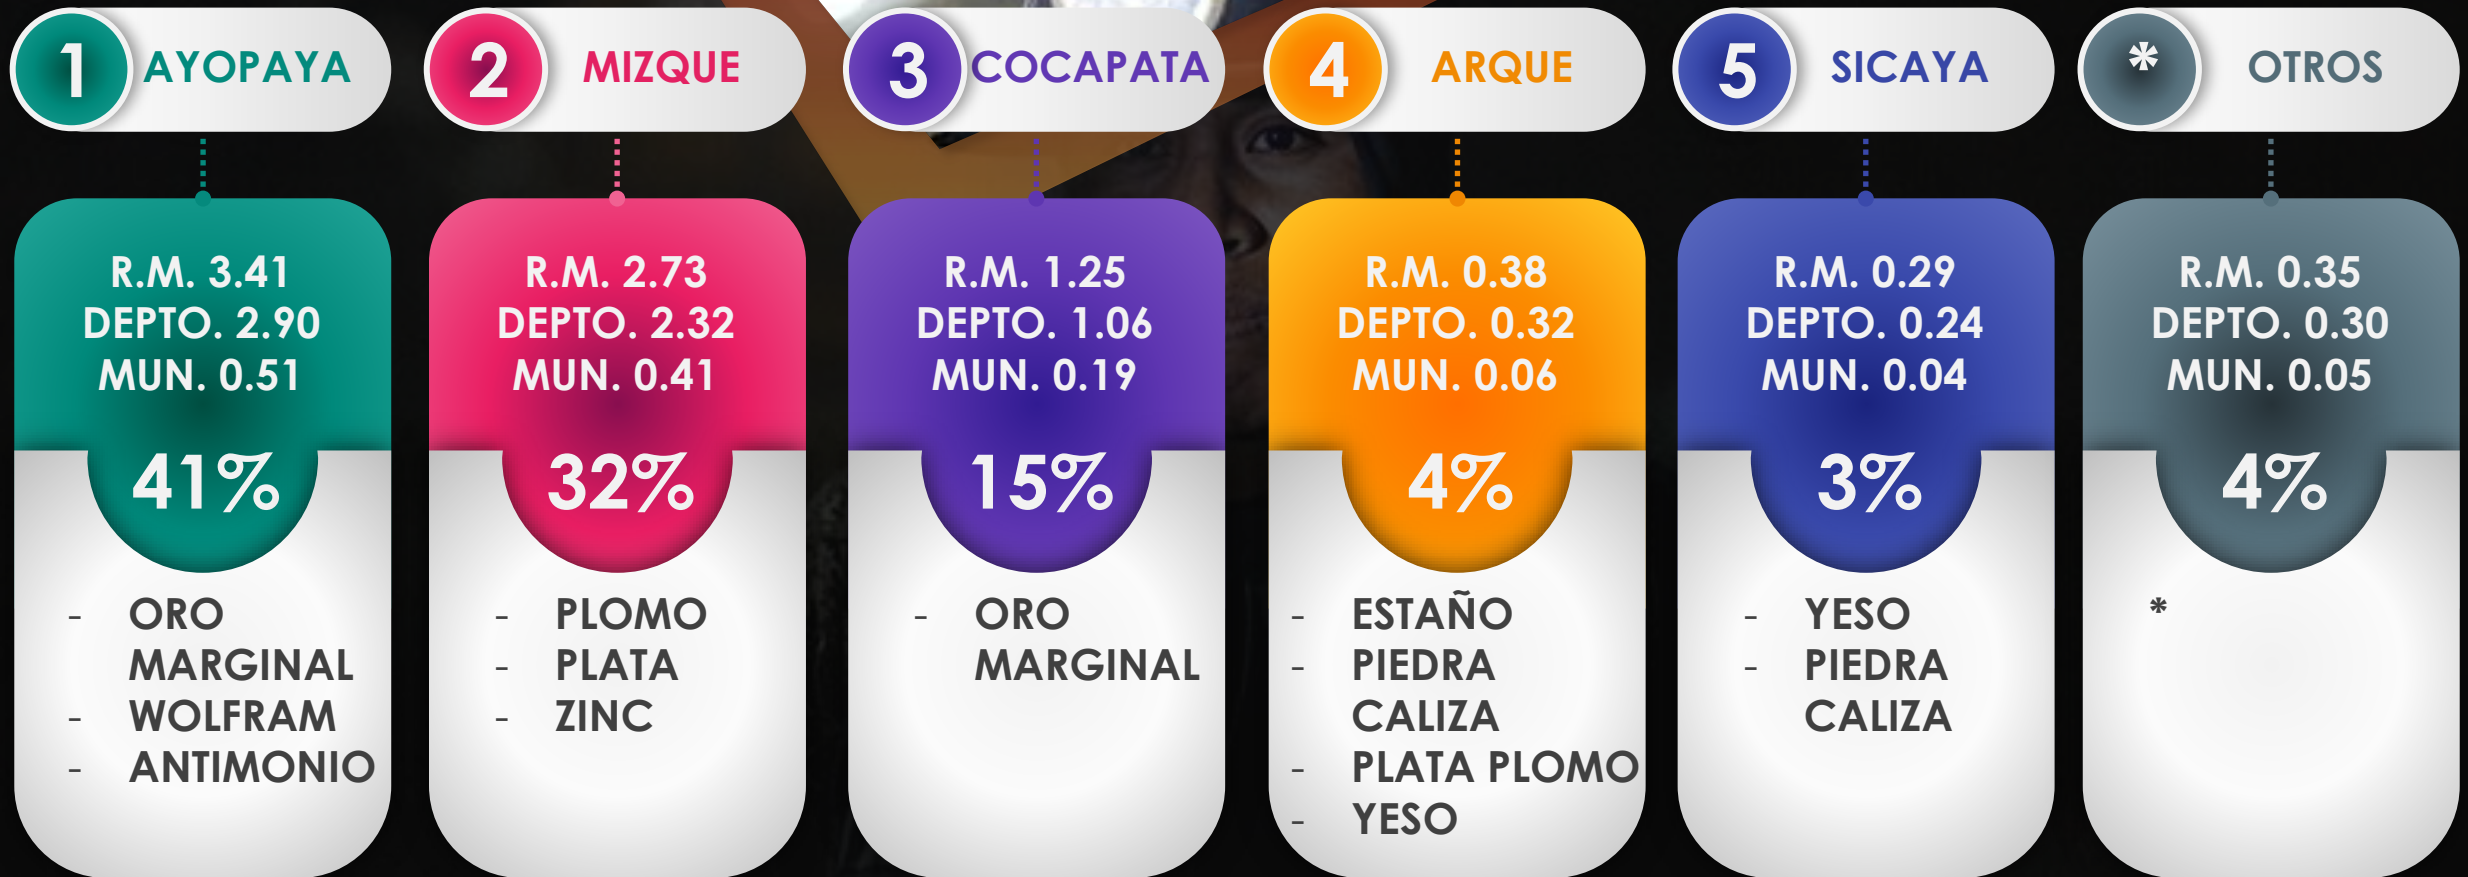 1 AYOPAYA
R.M. 3.41
DEPTO. 2.90
MUN. 0.51
41%
- ORO
MARGINAL
- WOLFRAM
- ANTIMONIO
2 MIZQUE
R.M. 2.73
DEPTO. 2.32
MUN. 0.41
32%
- PLOMO
- PLATA
- ZINC
3 COCAPATA
R.M. 1.25
DEPTO. 1.06
MUN. 0.19
15%
- ORO
MARGINAL
4 ARQUE
R.M. 0.38
DEPTO. 0.32
MUN. 0.06
4%
- ESTAÑO
- PIEDRA
CALIZA
- PLATA PLOMO
- YESO
5 SICAYA
R.M. 0.29
DEPTO. 0.24
MUN. 0.04
3%
- YESO
- PIEDRA
CALIZA
* OTROS
R.M. 0.35
DEPTO. 0.30
MUN. 0.05
4%
*